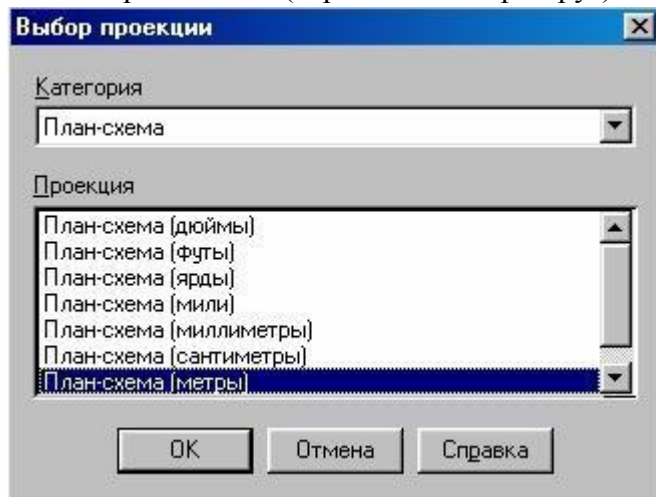 Выбор проекции
Категория
План-схема
Проекция
План-схема (дюймы)
План-схема (футы)
План-схема (ярды)
План-схема (мили)
План-схема (миллиметры)
План-схема (сантиметры)
План-схема (метры)
ОК Отмена Справка